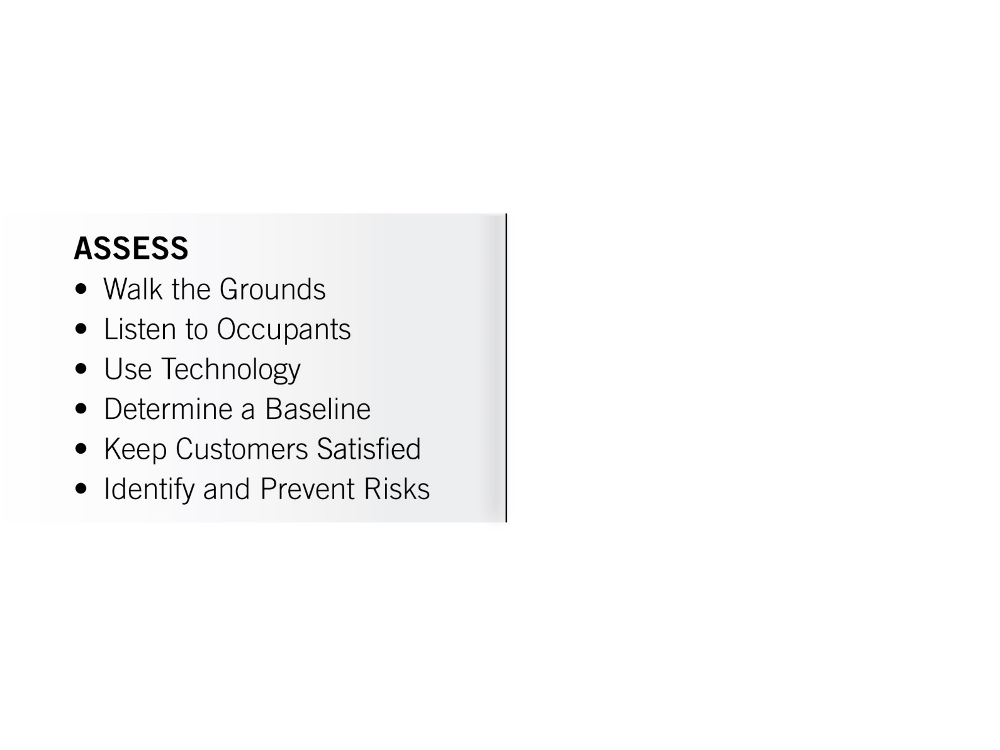 ASSESS
• Walk the Grounds
• Listen to Occupants
• Use Technology
• Determine a Baseline
• Keep Customers Satisfied
• Identify and Prevent Risks